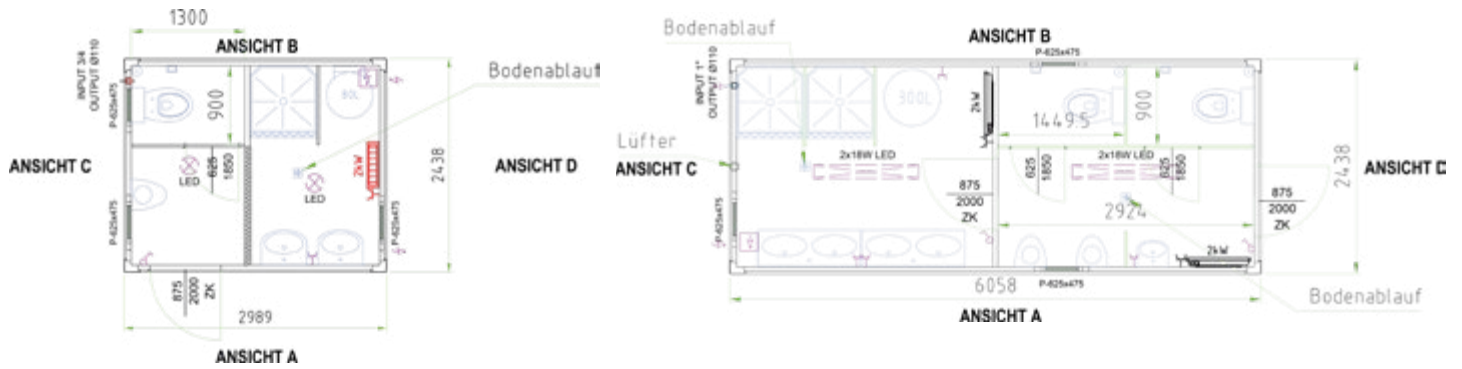 1300
ANSICHT B
INPUT 3/4
OUTPUT Ø110
P-625x475
900
80L
Bodenablauf
ANSICHT C
LED
625
1850
LED
2kW
2438
ANSICHT D
P-625x475
P-625x475
875
2000
ZK
2989
ANSICHT A
Bodenablauf
ANSICHT B
P-625x475
INPUT 1"
OUTPUT Ø110
300L
2kW
1449.5
900
Lüfter
ANSICHT C
2x18W LED
2x18W LED
625
1850
625
1850
875
2000
ZK
2924
875
2000
ZK
2438
ANSICHT D
P-625x475
2kW
P-625x475
6058
Bodenablauf
ANSICHT A